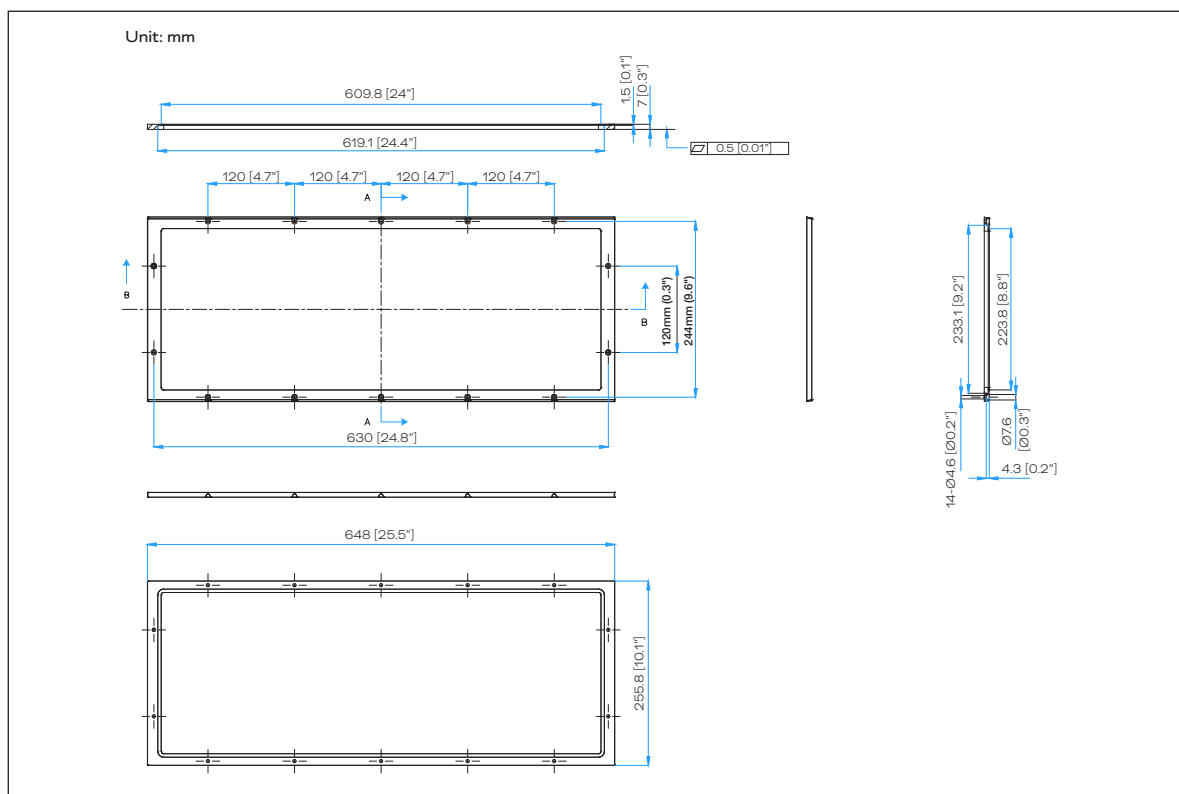 Unit: mm
1.5 [0.1"]
7 [0.3"]
609.8 [24"]
619.1 [24.4"]
0.5 [0.01"]
120 [4.7"]
120 [4.7"]
120 [4.7"]
120 [4.7"]
A
B
B
120mm (0.3")
244mm (9.6")
233.1 [9.2"]
223.8 [8.8"]
A
630 [24.8"]
14-Ø4.6 [Ø0.2"]
Ø7.6
[Ø0.3"]
4.3 [0.2"]
648 [25.5"]
255.8 [10.1"]